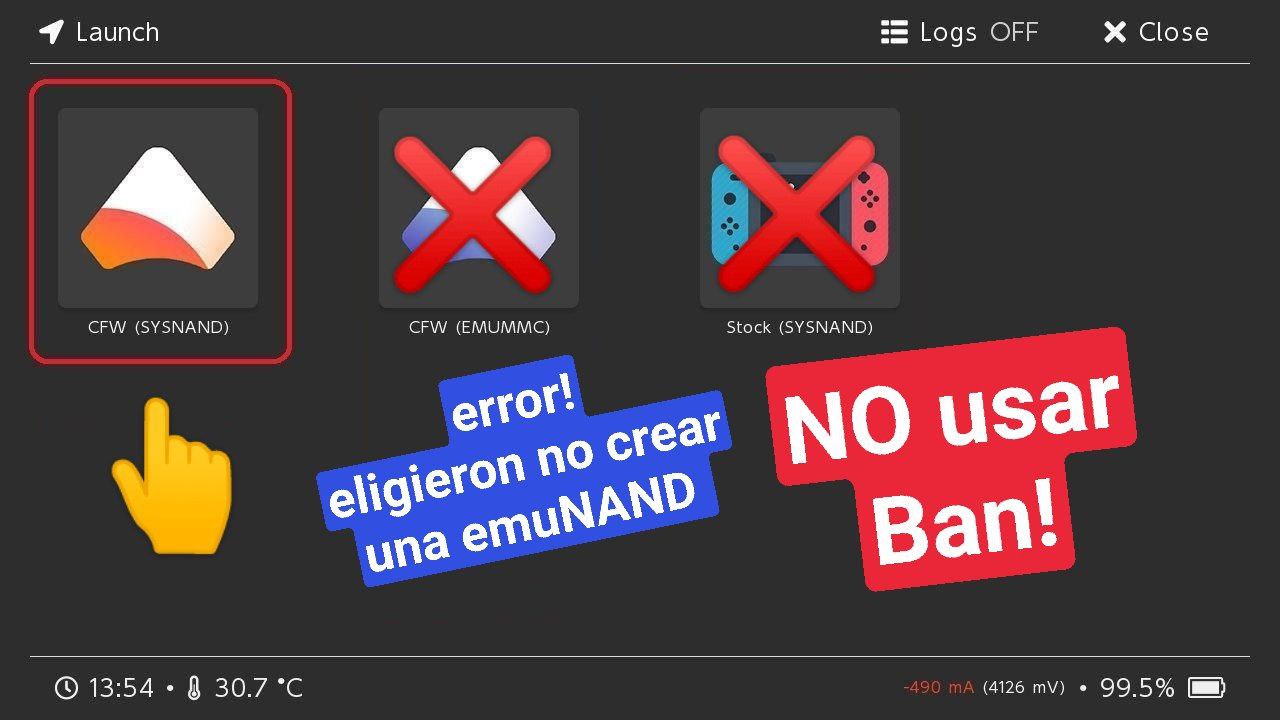 Launch
Logs OFF
Close
CFW (SYSNAND)
CFW (EMUMMC)
Stock (SYSNAND)
error!
eligieron no crear
una emuNAND
NO usar
Ban!
13:54 • 30.7 °C
-490 mA (4126 mV) • 99.5%